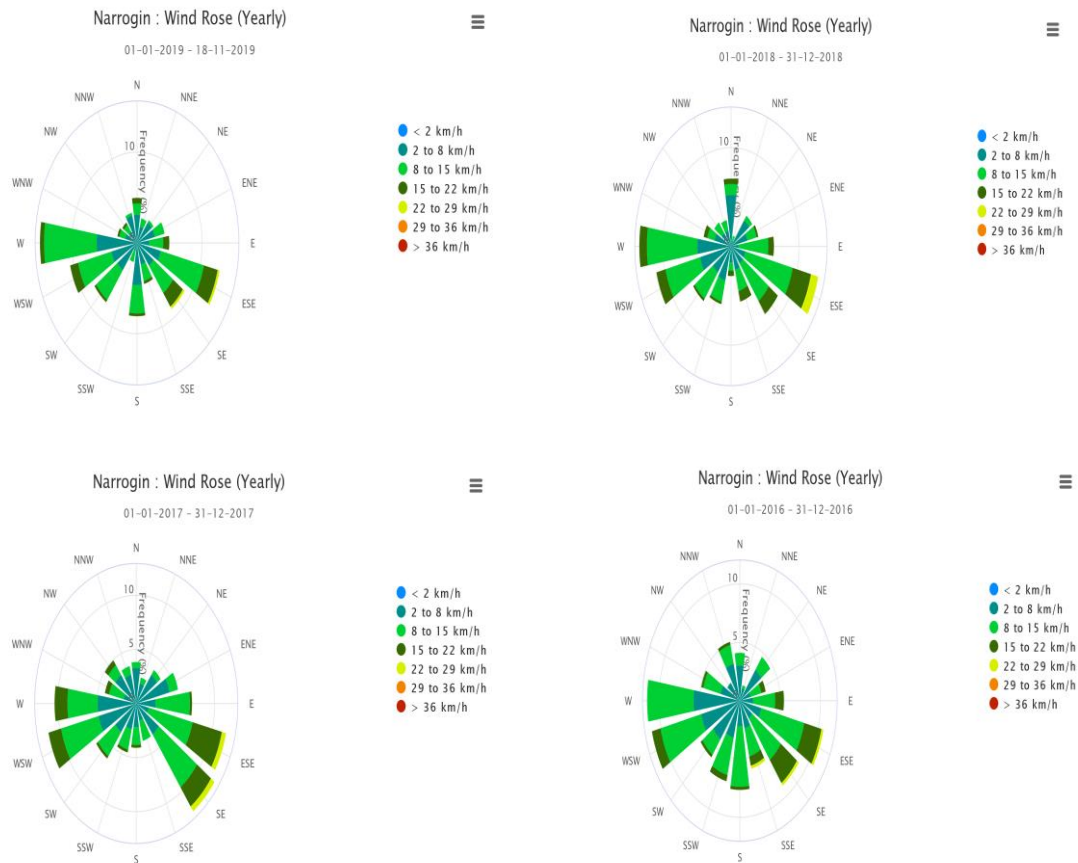 Narrogin : Wind Rose (Yearly)
01-01-2019 - 18-11-2019
N
NNE
NE
ENE
E
ESE
SE
SSE
S
SSW
SW
WSW
W
WNW
NW
NNW
10
Frequency (%)
< 2 km/h
2 to 8 km/h
8 to 15 km/h
15 to 22 km/h
22 to 29 km/h
29 to 36 km/h
> 36 km/h
Narrogin : Wind Rose (Yearly)
01-01-2018 - 31-12-2018
N
NNE
NE
ENE
E
ESE
SE
SSE
S
SSW
SW
WSW
W
WNW
NW
NNW
10
Frequency (%)
< 2 km/h
2 to 8 km/h
8 to 15 km/h
15 to 22 km/h
22 to 29 km/h
29 to 36 km/h
> 36 km/h
Narrogin : Wind Rose (Yearly)
01-01-2017 - 31-12-2017
N
NNE
NE
ENE
E
ESE
SE
SSE
S
SSW
SW
WSW
W
WNW
NW
NNW
10
5
Frequency (%)
< 2 km/h
2 to 8 km/h
8 to 15 km/h
15 to 22 km/h
22 to 29 km/h
29 to 36 km/h
> 36 km/h
Narrogin : Wind Rose (Yearly)
01-01-2016 - 31-12-2016
N
NNE
NE
ENE
E
ESE
SE
SSE
S
SSW
SW
WSW
W
WNW
NW
NNW
10
5
Frequency (%)
< 2 km/h
2 to 8 km/h
8 to 15 km/h
15 to 22 km/h
22 to 29 km/h
29 to 36 km/h
> 36 km/h